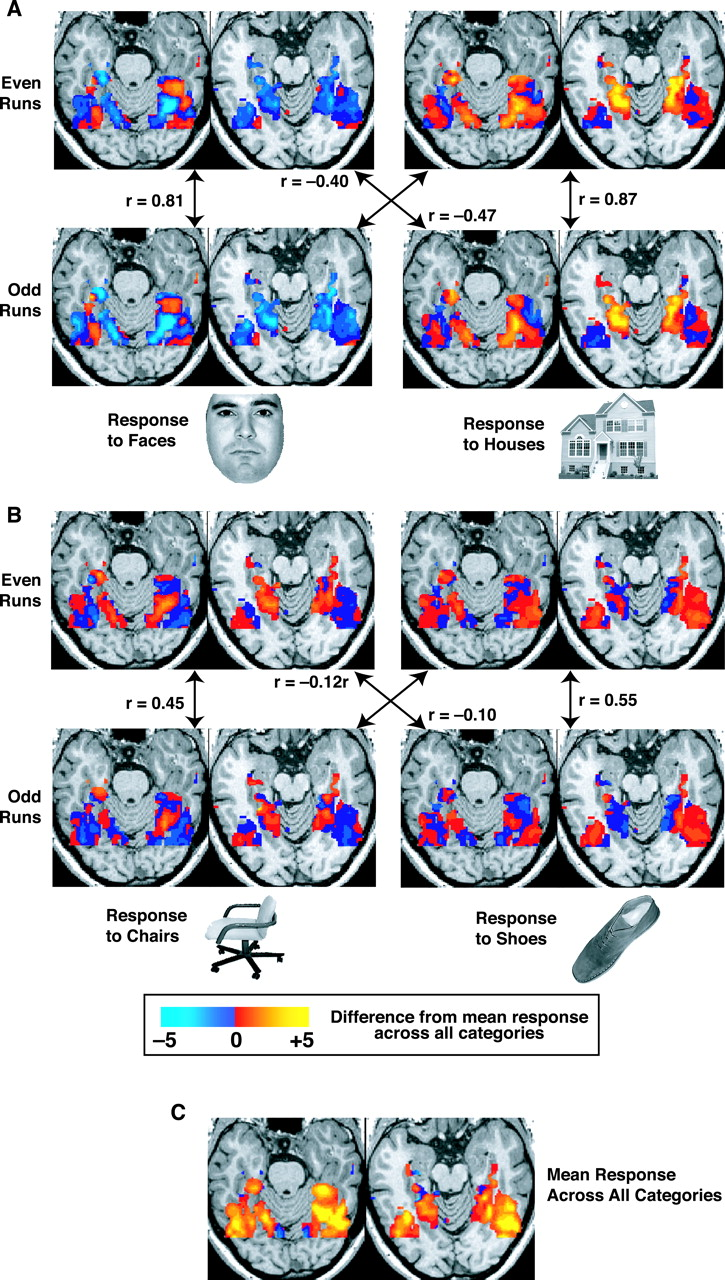 A
Even
Runs
r = 0.81
r = –0.40
r = –0.47
r = 0.87
Odd
Runs
Response
to Faces
Response
to Houses
B
Even
Runs
r = 0.45
r = –0.12r
r = –0.10
r = 0.55
Odd
Runs
Response
to Chairs
Response
to Shoes
–5
0
+5
Difference from mean response
across all categories
C
Mean Response
Across All Categories